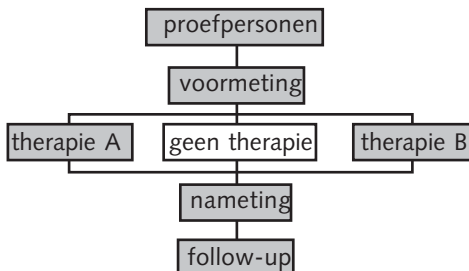 proefpersonen
voormeting
therapie A
geen therapie
therapie B
nameting
follow-up